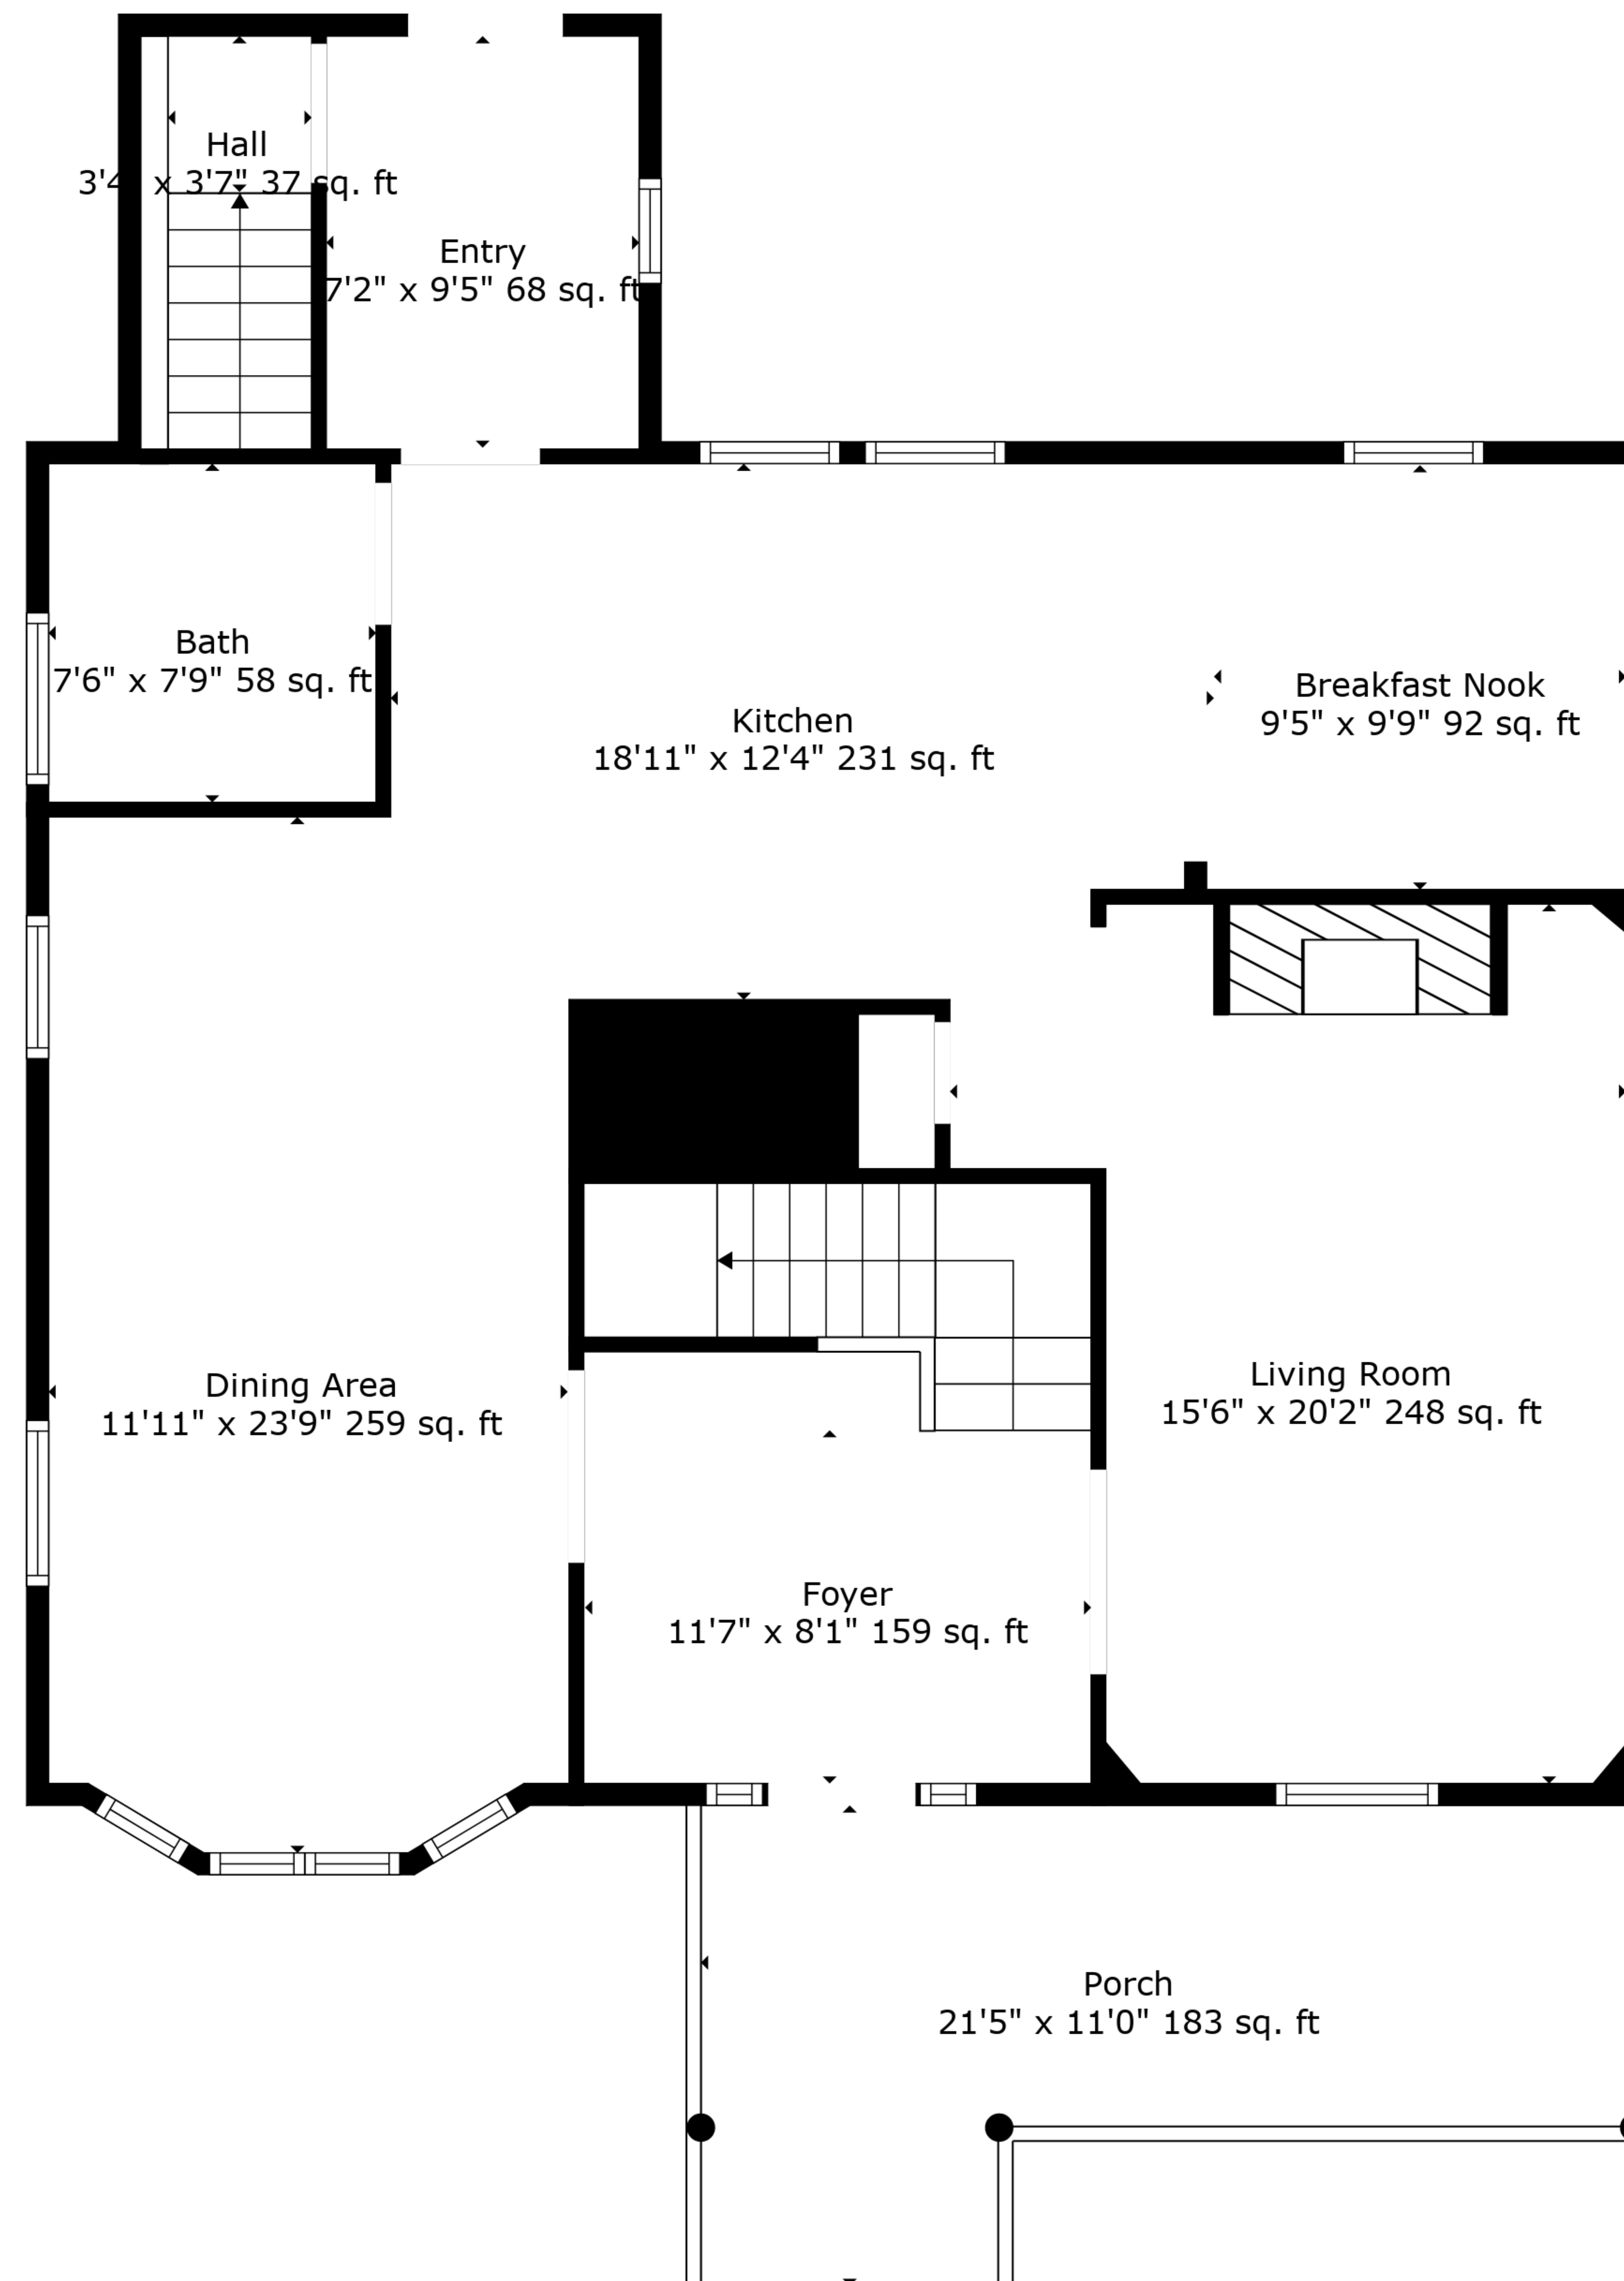 Hall
3'4" x 3'7" 37 sq. ft
Entry
7'2" x 9'5" 68 sq. ft
Bath
7'6" x 7'9" 58 sq. ft
Kitchen
18'11" x 12'4" 231 sq. ft
Breakfast Nook
9'5" x 9'9" 92 sq. ft
Dining Area
11'11" x 23'9" 259 sq. ft
Living Room
15'6" x 20'2" 248 sq. ft
Foyer
11'7" x 8'1" 159 sq. ft
Porch
21'5" x 11'0" 183 sq. ft